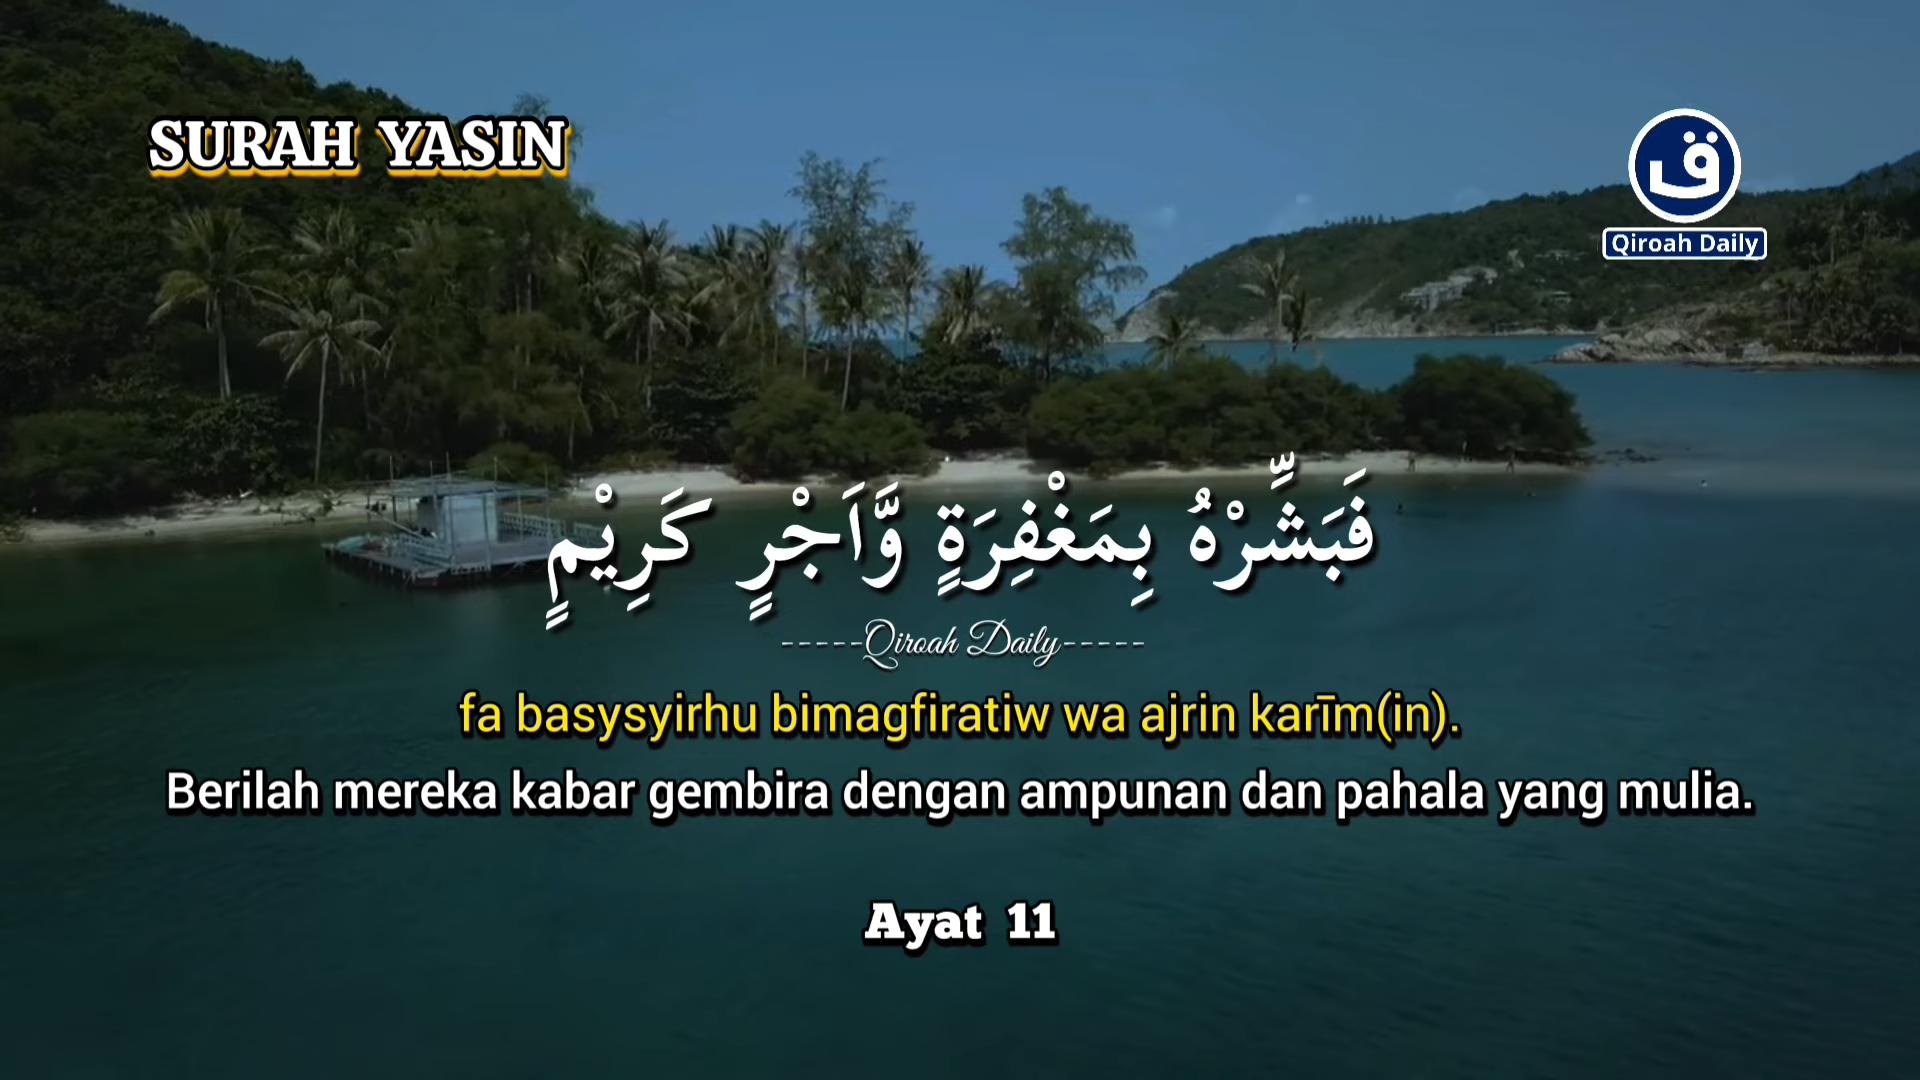 SURAH YASIN
ق
Qiroah Daily
فَبَشِّرْهُ بِمَغْفِرَةٍ وَّاَجْرٍ كَرِيْمٍ
-----Qiroah Daily-----
fa basysyirhu bimagfiratiw wa ajrin karīm(in).
Berilah mereka kabar gembira dengan ampunan dan pahala yang mulia.
Ayat 11